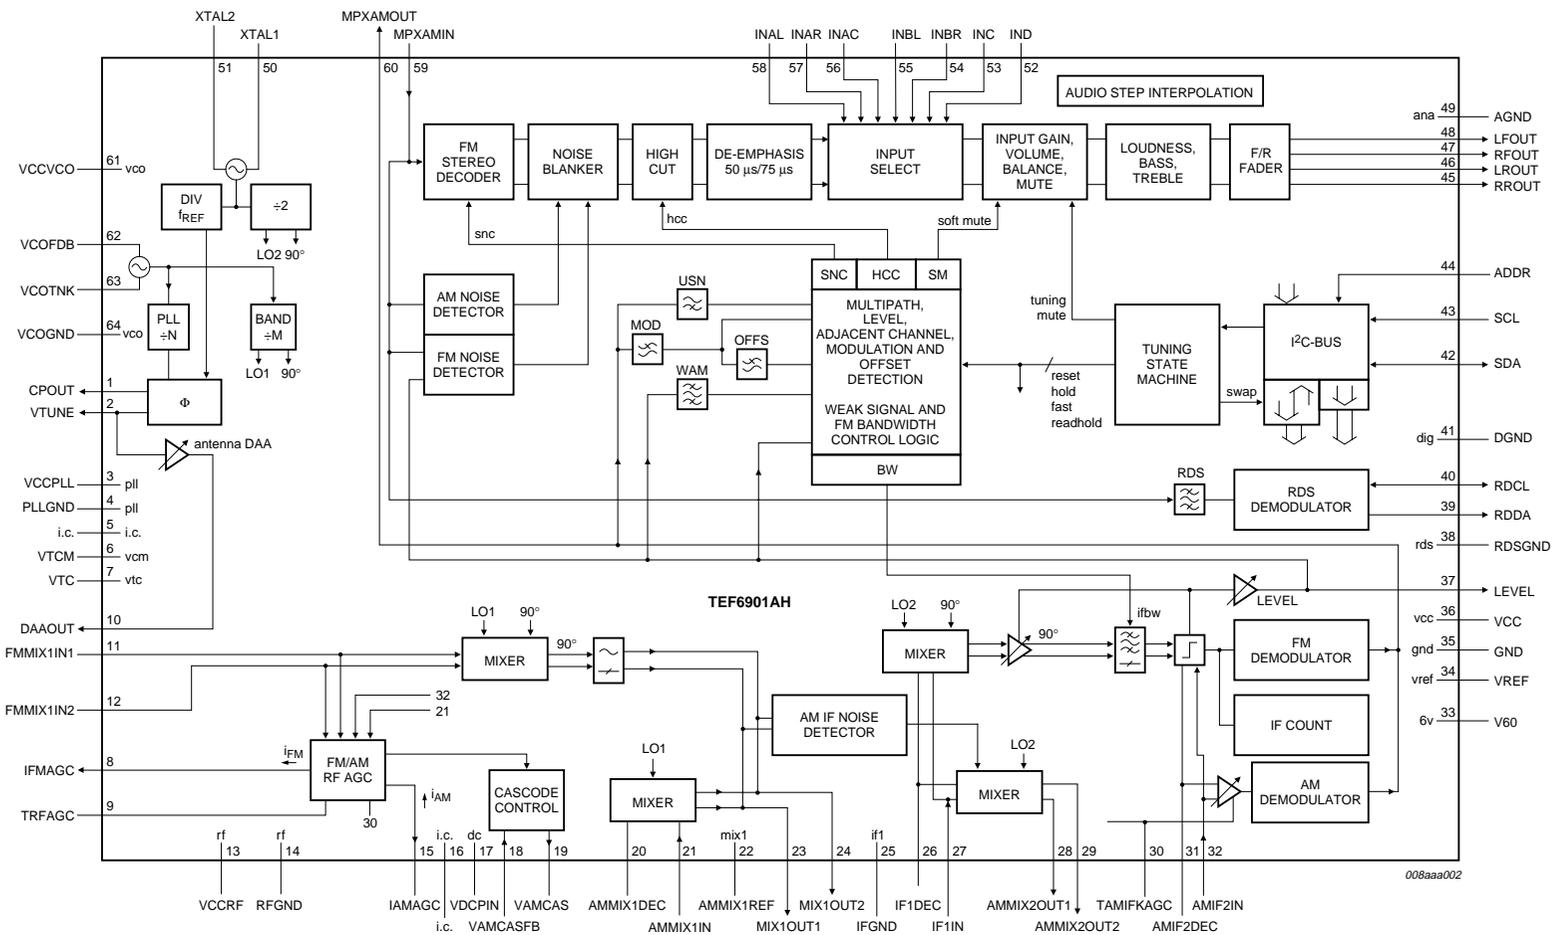 XTAL2
MPXAMOUT
XTAL1
MPXAMIN
INAL
INAR
INAC
INBL
INBR
INC
IND
51
50
60
59
58
57
56
55
54
53
52
AUDIO STEP INTERPOLATION
ana
49
AGND
FM
STEREO
DECODER
NOISE
BLANKER
HIGH
CUT
DE-EMPHASIS
50 µs/75 µs
INPUT
SELECT
INPUT GAIN,
VOLUME,
BALANCE,
MUTE
LOUDNESS,
BASS,
TREBLE
F/R
FADER
48
LFOUT
47
RFOUT
46
LROUT
45
RROUT
VCCVCO
61
vco
DIV
fREF
÷2
LO2 90°
VCOFDB
62
VCOTNK
63
VCOGND
64
vco
PLL
÷N
BAND
÷M
LO1
90°
CPOUT
1
VTUNE
2
Φ
antenna DAA
snc
hcc
soft mute
SNC
HCC
SM
AM NOISE
DETECTOR
FM NOISE
DETECTOR
USN
MOD
OFFS
WAM
MULTIPATH,
LEVEL,
ADJACENT CHANNEL,
MODULATION AND
OFFSET
DETECTION
WEAK SIGNAL AND
FM BANDWIDTH
CONTROL LOGIC
BW
tuning
mute
TUNING
STATE
MACHINE
reset
hold
fast
readhold
swap
I2C-BUS
44
ADDR
43
SCL
42
SDA
dig
41
DGND
VCCPLL
3
pll
PLLGND
4
pll
i.c.
5
i.c.
VTCM
6
vcm
VTC
7
vtc
RDS
RDS
DEMODULATOR
40
RDCL
39
RDDA
rds
38
RDSGND
TEF6901AH
DAAOUT
10
FMMIX1IN1
11
FMMIX1IN2
12
LO1
90°
MIXER
90°
LO2
90°
MIXER
90°
ifbw
LEVEL
37
LEVEL
vcc
36
VCC
FM
DEMODULATOR
gnd
35
GND
vref
34
VREF
IF COUNT
6v
33
V60
32
21
AM IF NOISE
DETECTOR
IFMAGC
8
iFM
FM/AM
RF AGC
TRFAGC
9
30
iAM
CASCODE
CONTROL
LO1
MIXER
LO2
MIXER
AM
DEMODULATOR
rf
13
rf
14
15
i.c.
16
dc
17
18
19
20
21
mix1
22
23
24
if1
25
26
27
28
29
30
31
32
008aaa002
VCCRF
RFGND
IAMAGC
VDCPIN
VAMCAS
AMMIX1DEC
AMMIX1REF
MIX1OUT2
IF1DEC
AMMIX2OUT1
TAMIFKAGC
AMIF2IN
i.c.
VAMCASFB
AMMIX1IN
MIX1OUT1
IFGND
IF1IN
AMMIX2OUT2
AMIF2DEC